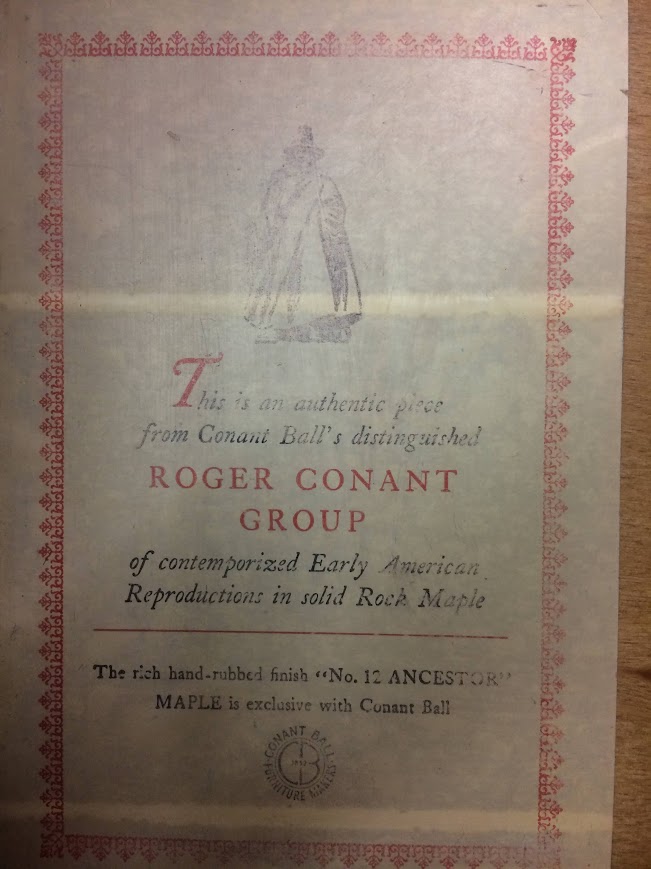 This is an authentic piece
from Conant Ball's distinguished
ROGER CONANT
GROUP
of contemporized Early American
Reproductions in solid Rock Maple
The rich hand-rubbed finish "No. 12 ANCESTOR"
MAPLE is exclusive with Conant Ball
CONANT BALL
FURNITURE MAKERS